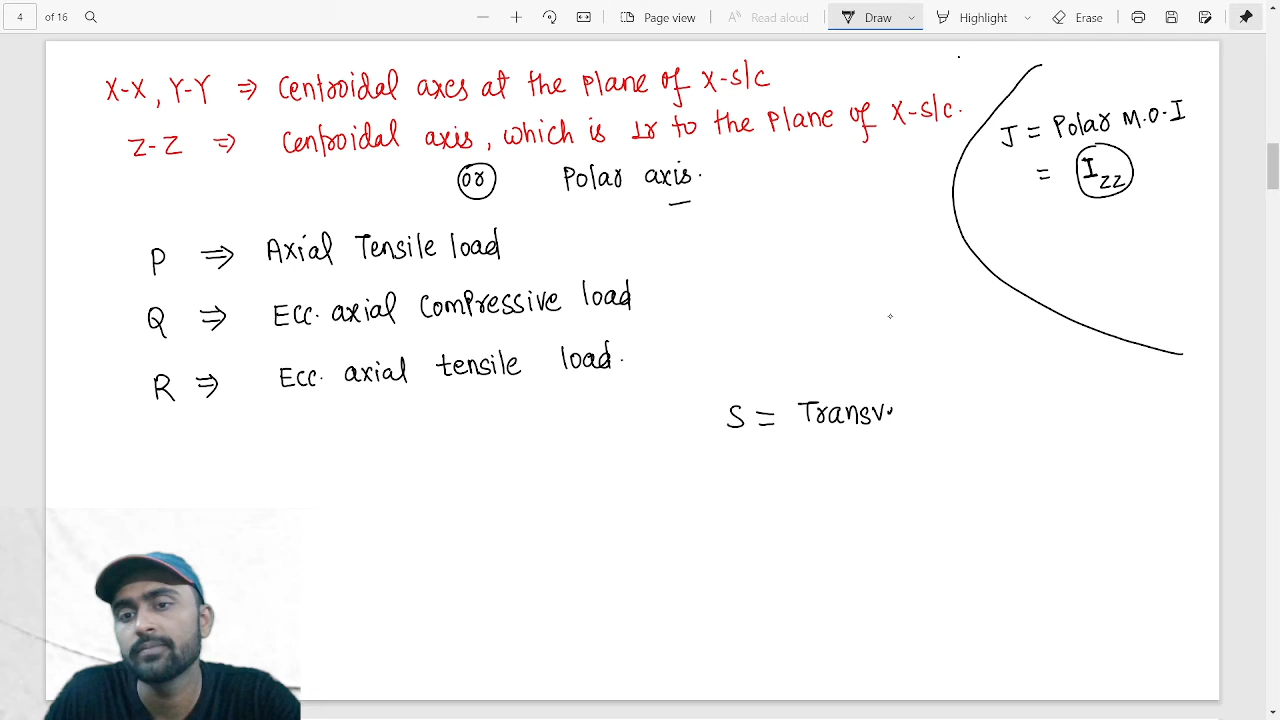 4 of 16 Page view Read aloud Draw Highlight Erase
X-X, Y-Y ⇒ Centroidal axes at the plane of X-s/c
Z-Z ⇒ Centroidal axis, which is ⊥r to the plane of X-s/c.
or Polar axis.
J = Polar M.O.I
= Izz
P ⇒ Axial Tensile load
Q ⇒ Ecc. axial Compressive load
R ⇒ Ecc. axial tensile load.
S = Transv.